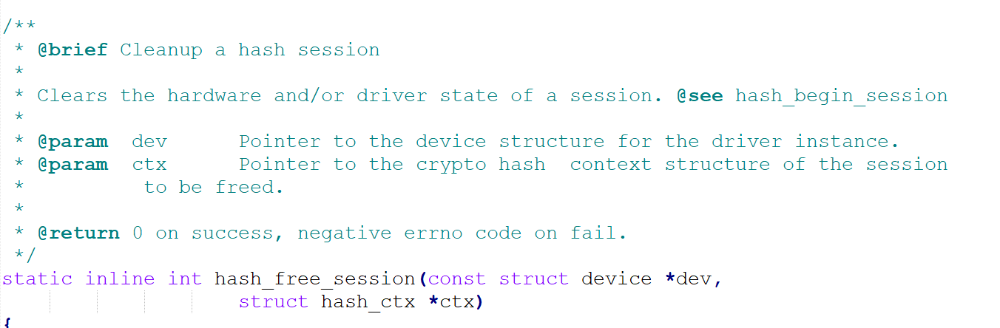 /**
 * @brief Cleanup a hash session
 *
 * Clears the hardware and/or driver state of a session. @see hash_begin_session
 *
 * @param  dev      Pointer to the device structure for the driver instance.
 * @param  ctx      Pointer to the crypto hash  context structure of the session
 *          to be freed.
 *
 * @return 0 on success, negative errno code on fail.
 */
static inline int hash_free_session(const struct device *dev,
                    struct hash_ctx *ctx)
{